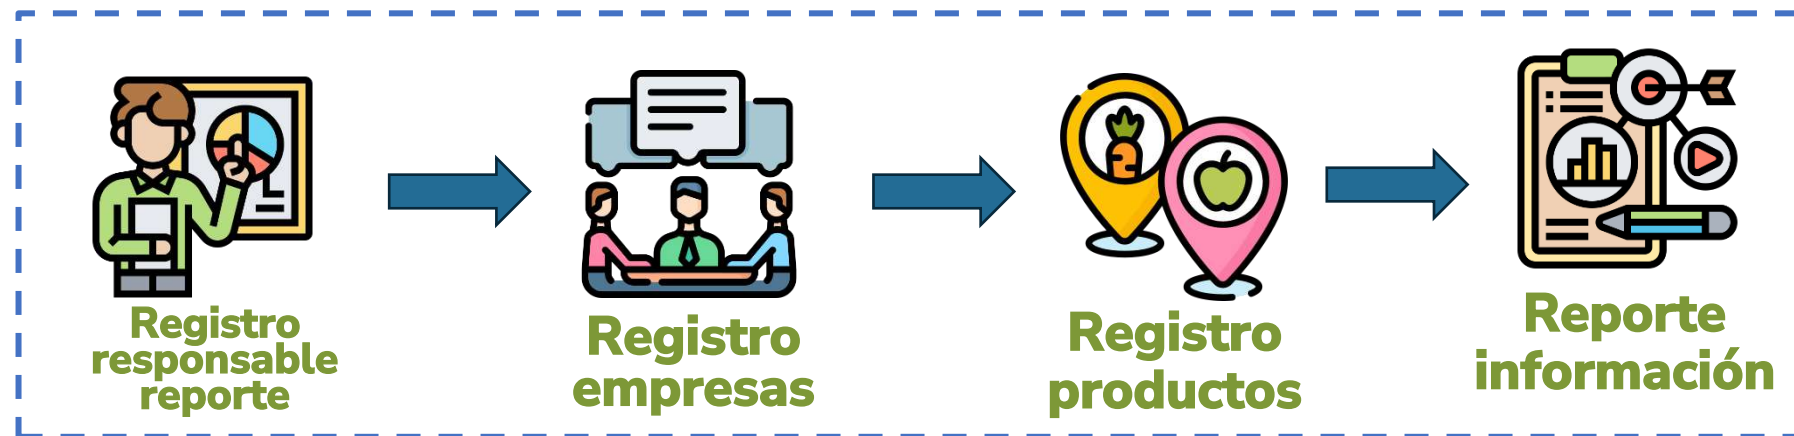 Registro
responsable
reporte
Registro
empresas
Registro
productos
Reporte
información